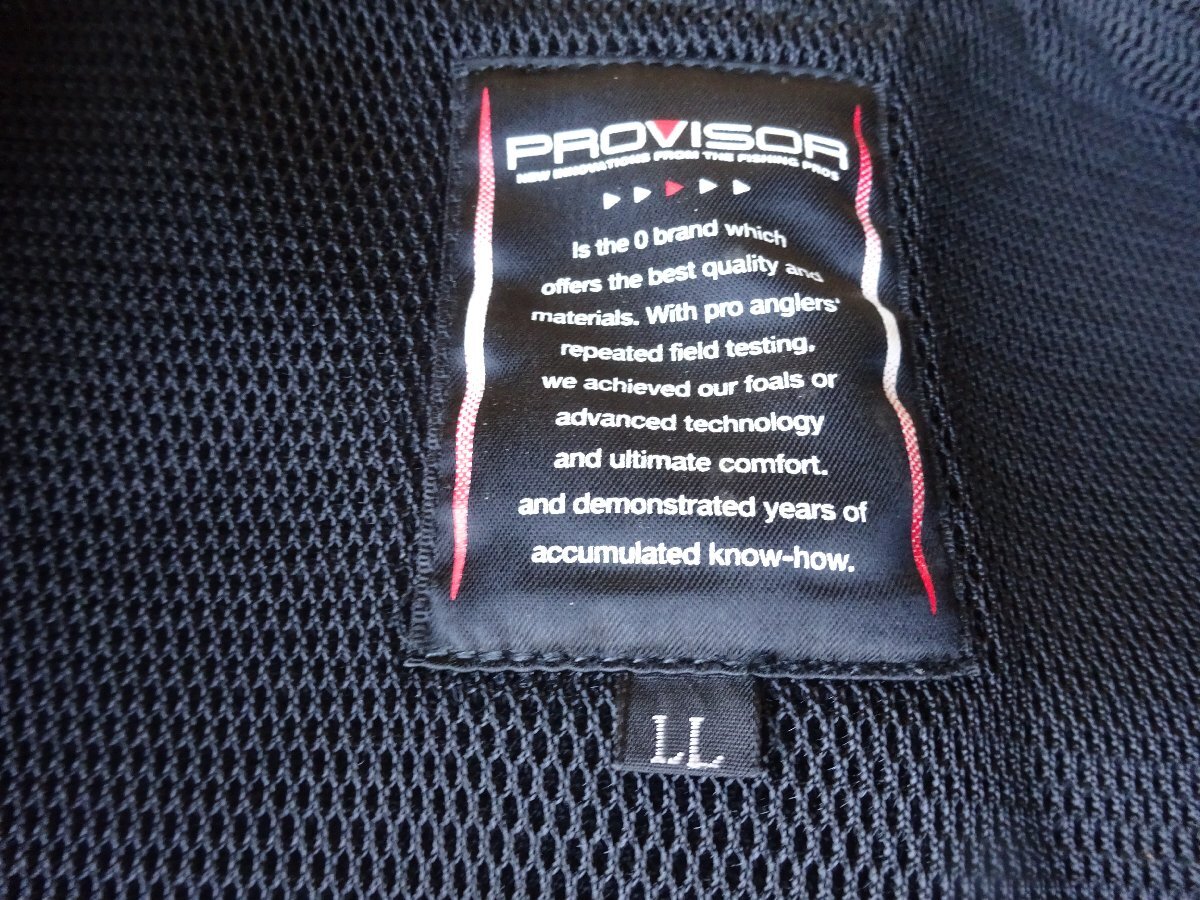 PROVISOR
NEW INNOVATIONS FROM THE FISHING PROS
Is the 0 brand which
offers the best quality and
materials. With pro anglers'
repeated field testing,
we achieved our foals or
advanced technology
and ultimate comfort.
and demonstrated years of
accumulated know-how.
LL